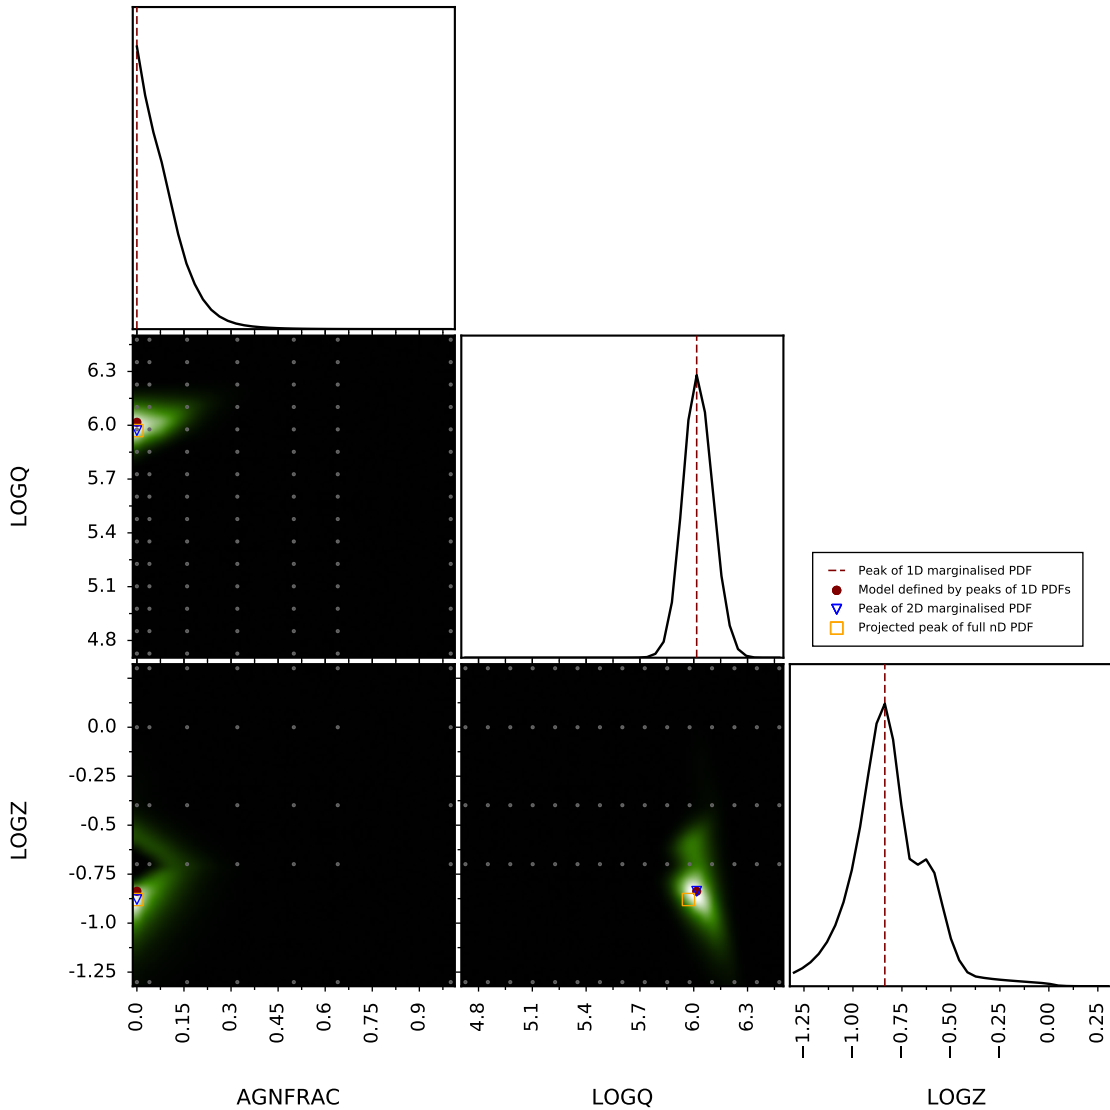 6.3
6.0
5.7
5.4
5.1
4.8
LOGQ
Peak of 1D marginalised PDF
Model defined by peaks of 1D PDFs
Peak of 2D marginalised PDF
Projected peak of full nD PDF
0.0
-0.25
-0.5
-0.75
-1.0
-1.25
LOGZ
0.0 0.15 0.3 0.45 0.6 0.75 0.9
4.8 5.1 5.4 5.7 6.0 6.3
−1.25 −1.00 −0.75 −0.50 −0.25 0.00 0.25
AGNFRAC LOGQ LOGZ